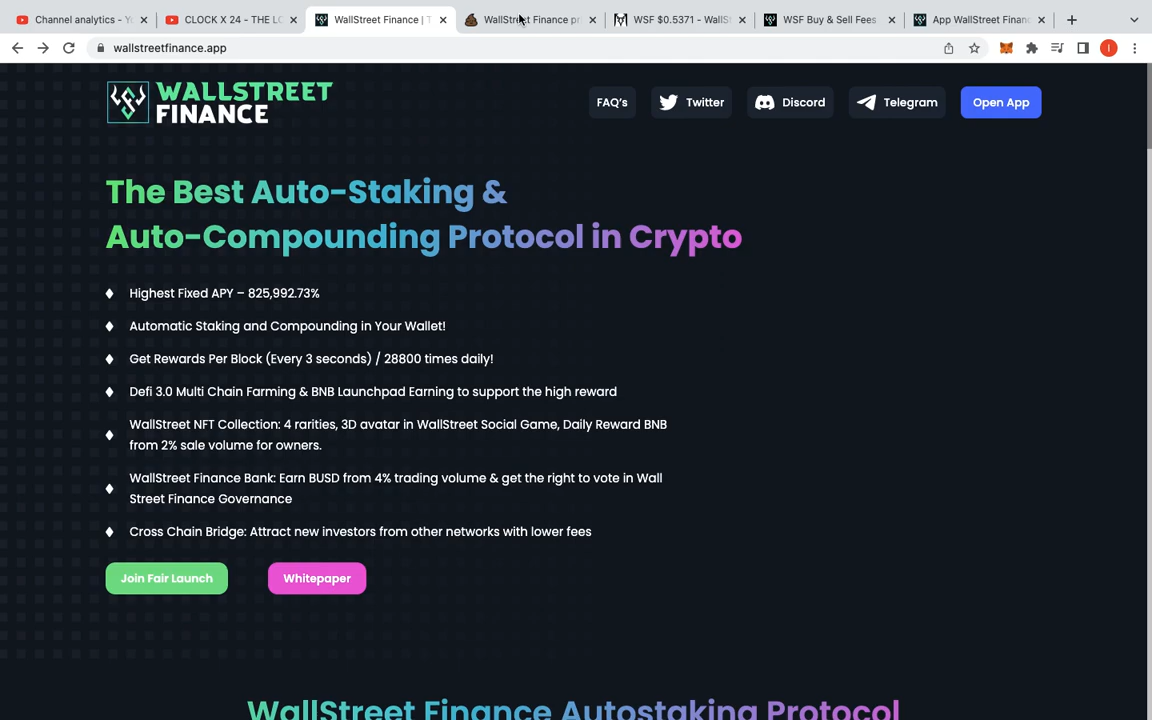 Channel analytics - Y
CLOCK X 24 - THE LO
WallStreet Finance | T
WallStreet Finance pr
WSF $0.5371 - WallS
WSF Buy & Sell Fees
App WallStreet Financ
wallstreetfinance.app
I
WALLSTREET
FINANCE
FAQ's
Twitter
Discord
Telegram
Open App
The Best Auto-Staking &
Auto-Compounding Protocol in Crypto
Highest Fixed APY – 825,992.73%
Automatic Staking and Compounding in Your Wallet!
Get Rewards Per Block (Every 3 seconds) / 28800 times daily!
Defi 3.0 Multi Chain Farming & BNB Launchpad Earning to support the high reward
WallStreet NFT Collection: 4 rarities, 3D avatar in WallStreet Social Game, Daily Reward BNB
from 2% sale volume for owners.
WallStreet Finance Bank: Earn BUSD from 4% trading volume & get the right to vote in Wall
Street Finance Governance
Cross Chain Bridge: Attract new investors from other networks with lower fees
Join Fair Launch
Whitepaper
WallStreet Finance Autostaking Protocol